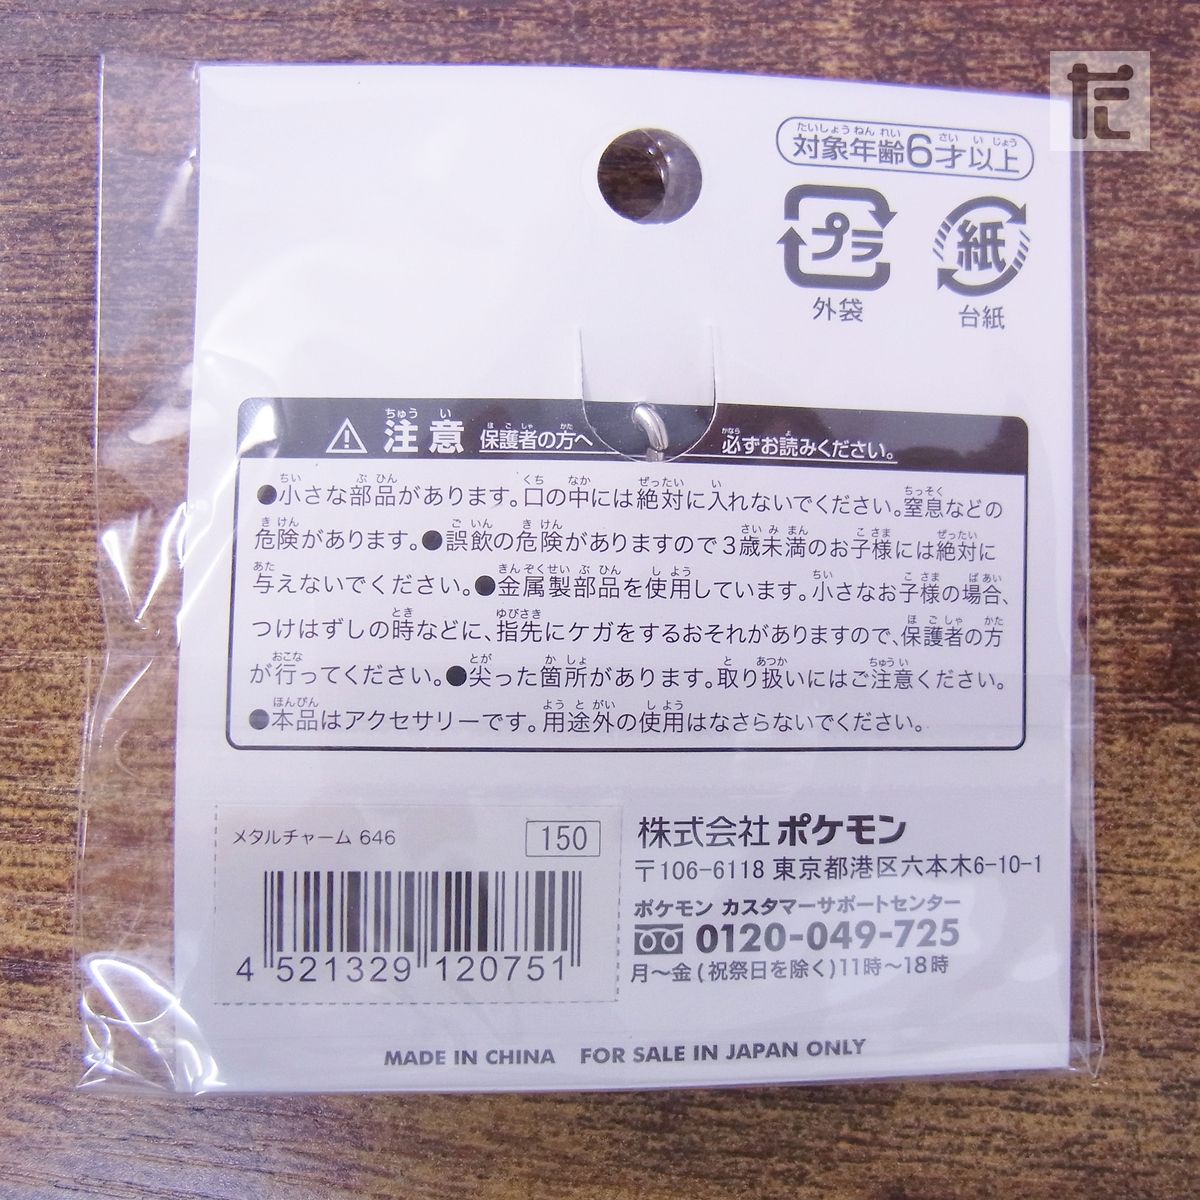 たいしょうねんれい さい い じょう
対象年齢6才以上
プラ 紙
外袋 台紙
ちゅう い ほ ご しゃ かた かなら よ
注意 保護者の方へ 必ずお読みください。
ちい ぶ ひん くち なか ぜったい い ちっそく
●小さな部品があります。口の中には絶対に入れないでください。窒息などの
き けん ご いん き けん さい み まん こ さま ぜったい
危険があります。●誤飲の危険がありますので3歳未満のお子様には絶対に
あた きんぞくせい ぶ ひん し よう ちい こ さま ばあい
与えないでください。●金属製部品を使用しています。小さなお子様の場合、
とき ゆびさき ほ ご しゃ かた
つけはずしの時などに、指先にケガをするおそれがありますので、保護者の方
おこな とが か しょ と あつか ちゅう い
が行ってください。●尖った箇所があります。取り扱いにはご注意ください。
ほんぴん よう と がい し よう
●本品はアクセサリーです。用途外の使用はなさらないでください。
メタルチャーム 646 150
4 521329 120751
株式会社 ポケモン
〒106-6118 東京都港区六本木6-10-1
ポケモン カスタマーサポートセンター
0120-049-725
月～金(祝祭日を除く)11時～18時
MADE IN CHINA FOR SALE IN JAPAN ONLY